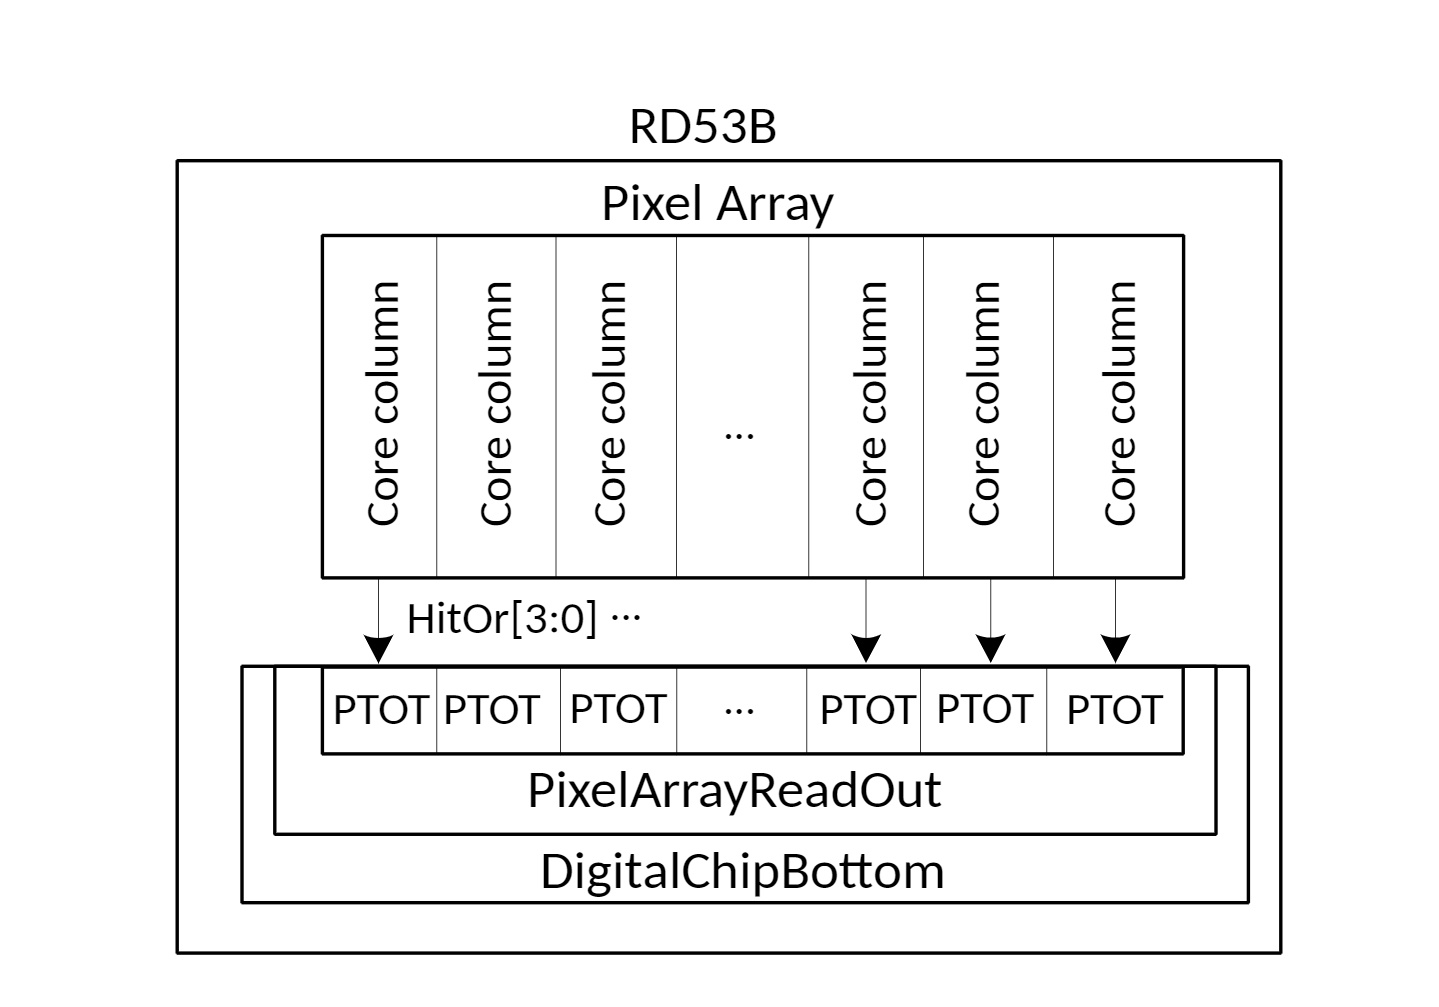 RD53B
Pixel Array
Core column
Core column
Core column
...
Core column
Core column
Core column
HitOr[3:0] ...
PTOT
PTOT
PTOT
...
PTOT
PTOT
PTOT
PixelArrayReadOut
DigitalChipBottom